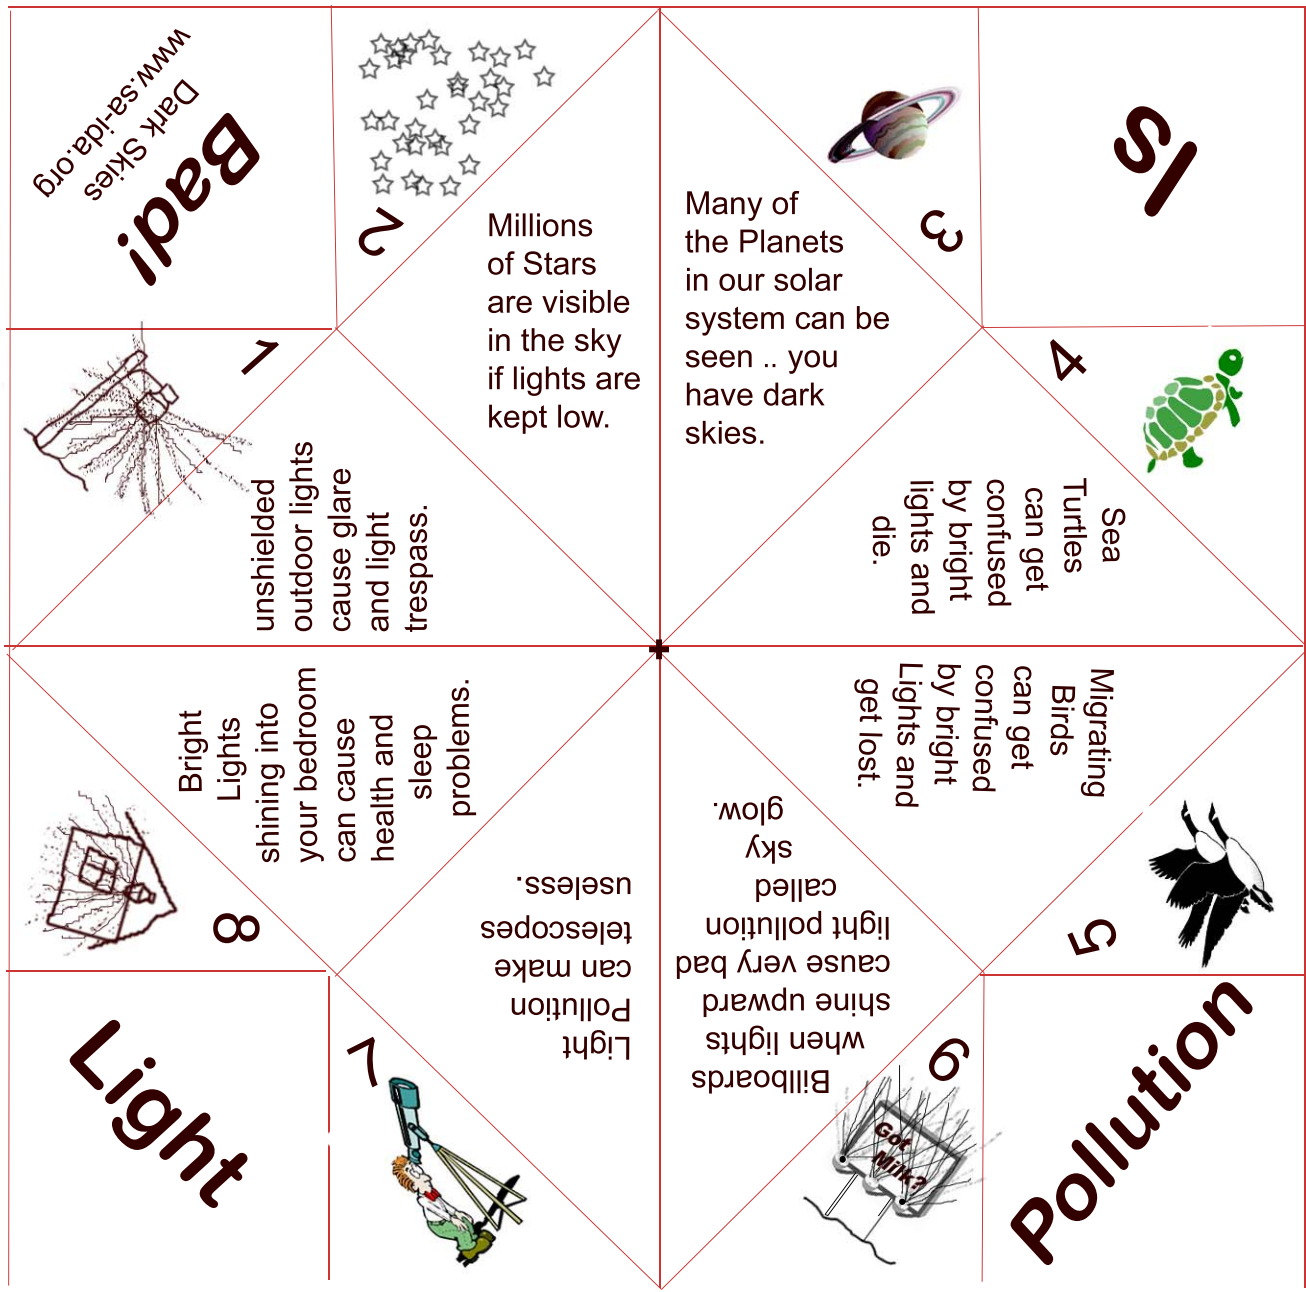 Bad!
Dark Skies
www.sa-ida.org
2
Millions
of Stars
are visible
in the sky
if lights are
kept low.
3
Many of
the Planets
in our solar
system can be
seen .. you
have dark
skies.
Is
1
unshielded
outdoor lights
cause glare
and light
trespass.
4
Sea
Turtles
can get
confused
by bright
lights and
die.
8
Bright
Lights
shining into
your bedroom
can cause
health and
sleep
problems.
5
Migrating
Birds
can get
confused
by bright
Lights and
get lost.
Light
7
Light
Pollution
can make
telescopes
useless.
6
Billboards
when lights
shine upward
cause very bad
light pollution
called
sky
glow.
Got
Milk?
Pollution